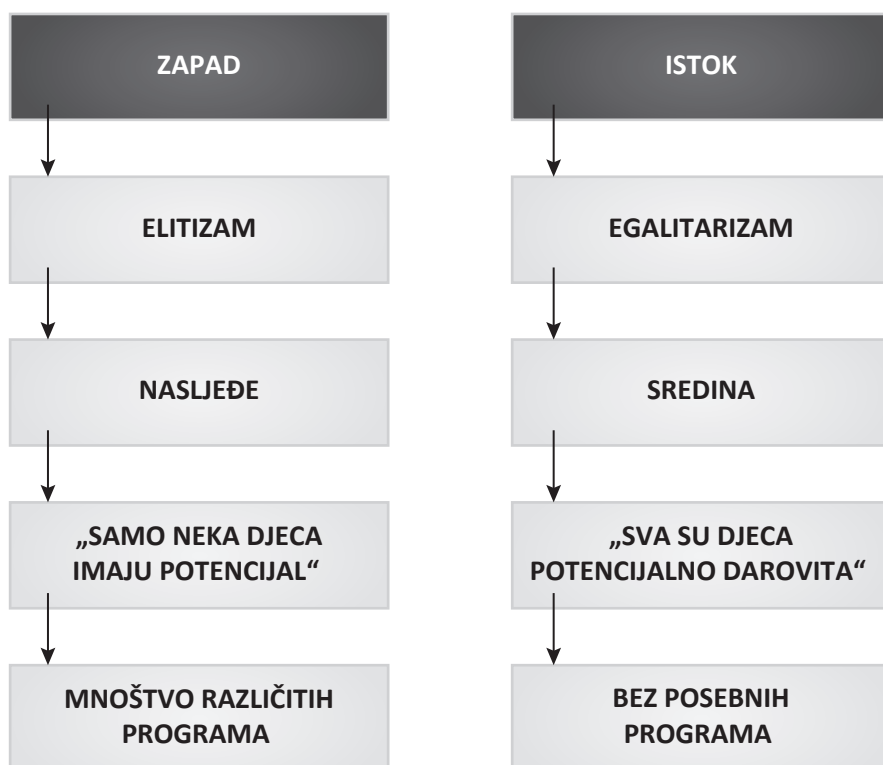 ZAPAD
ELITIZAM
NASLJEĐE
„SAMO NEKA DJECA
IMAJU POTENCIJAL“
MNOŠTVO RAZLIČITIH
PROGRAMA
ISTOK
EGALITARIZAM
SREDINA
„SVA SU DJECA
POTENCIJALNO DAROVITA“
BEZ POSEBNIH
PROGRAMA